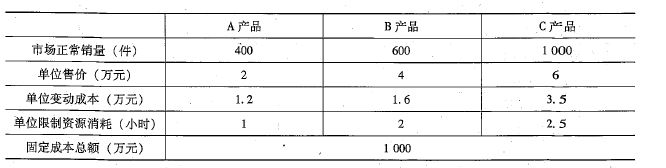 A产品 B产品 C产品
市场正常销量（件） 400 600 1 000
单位售价（万元） 2 4 6
单位变动成本（万元） 1.2 1.6 3.5
单位限制资源消耗（小时） 1 2 2.5
固定成本总额（万元） 1 000